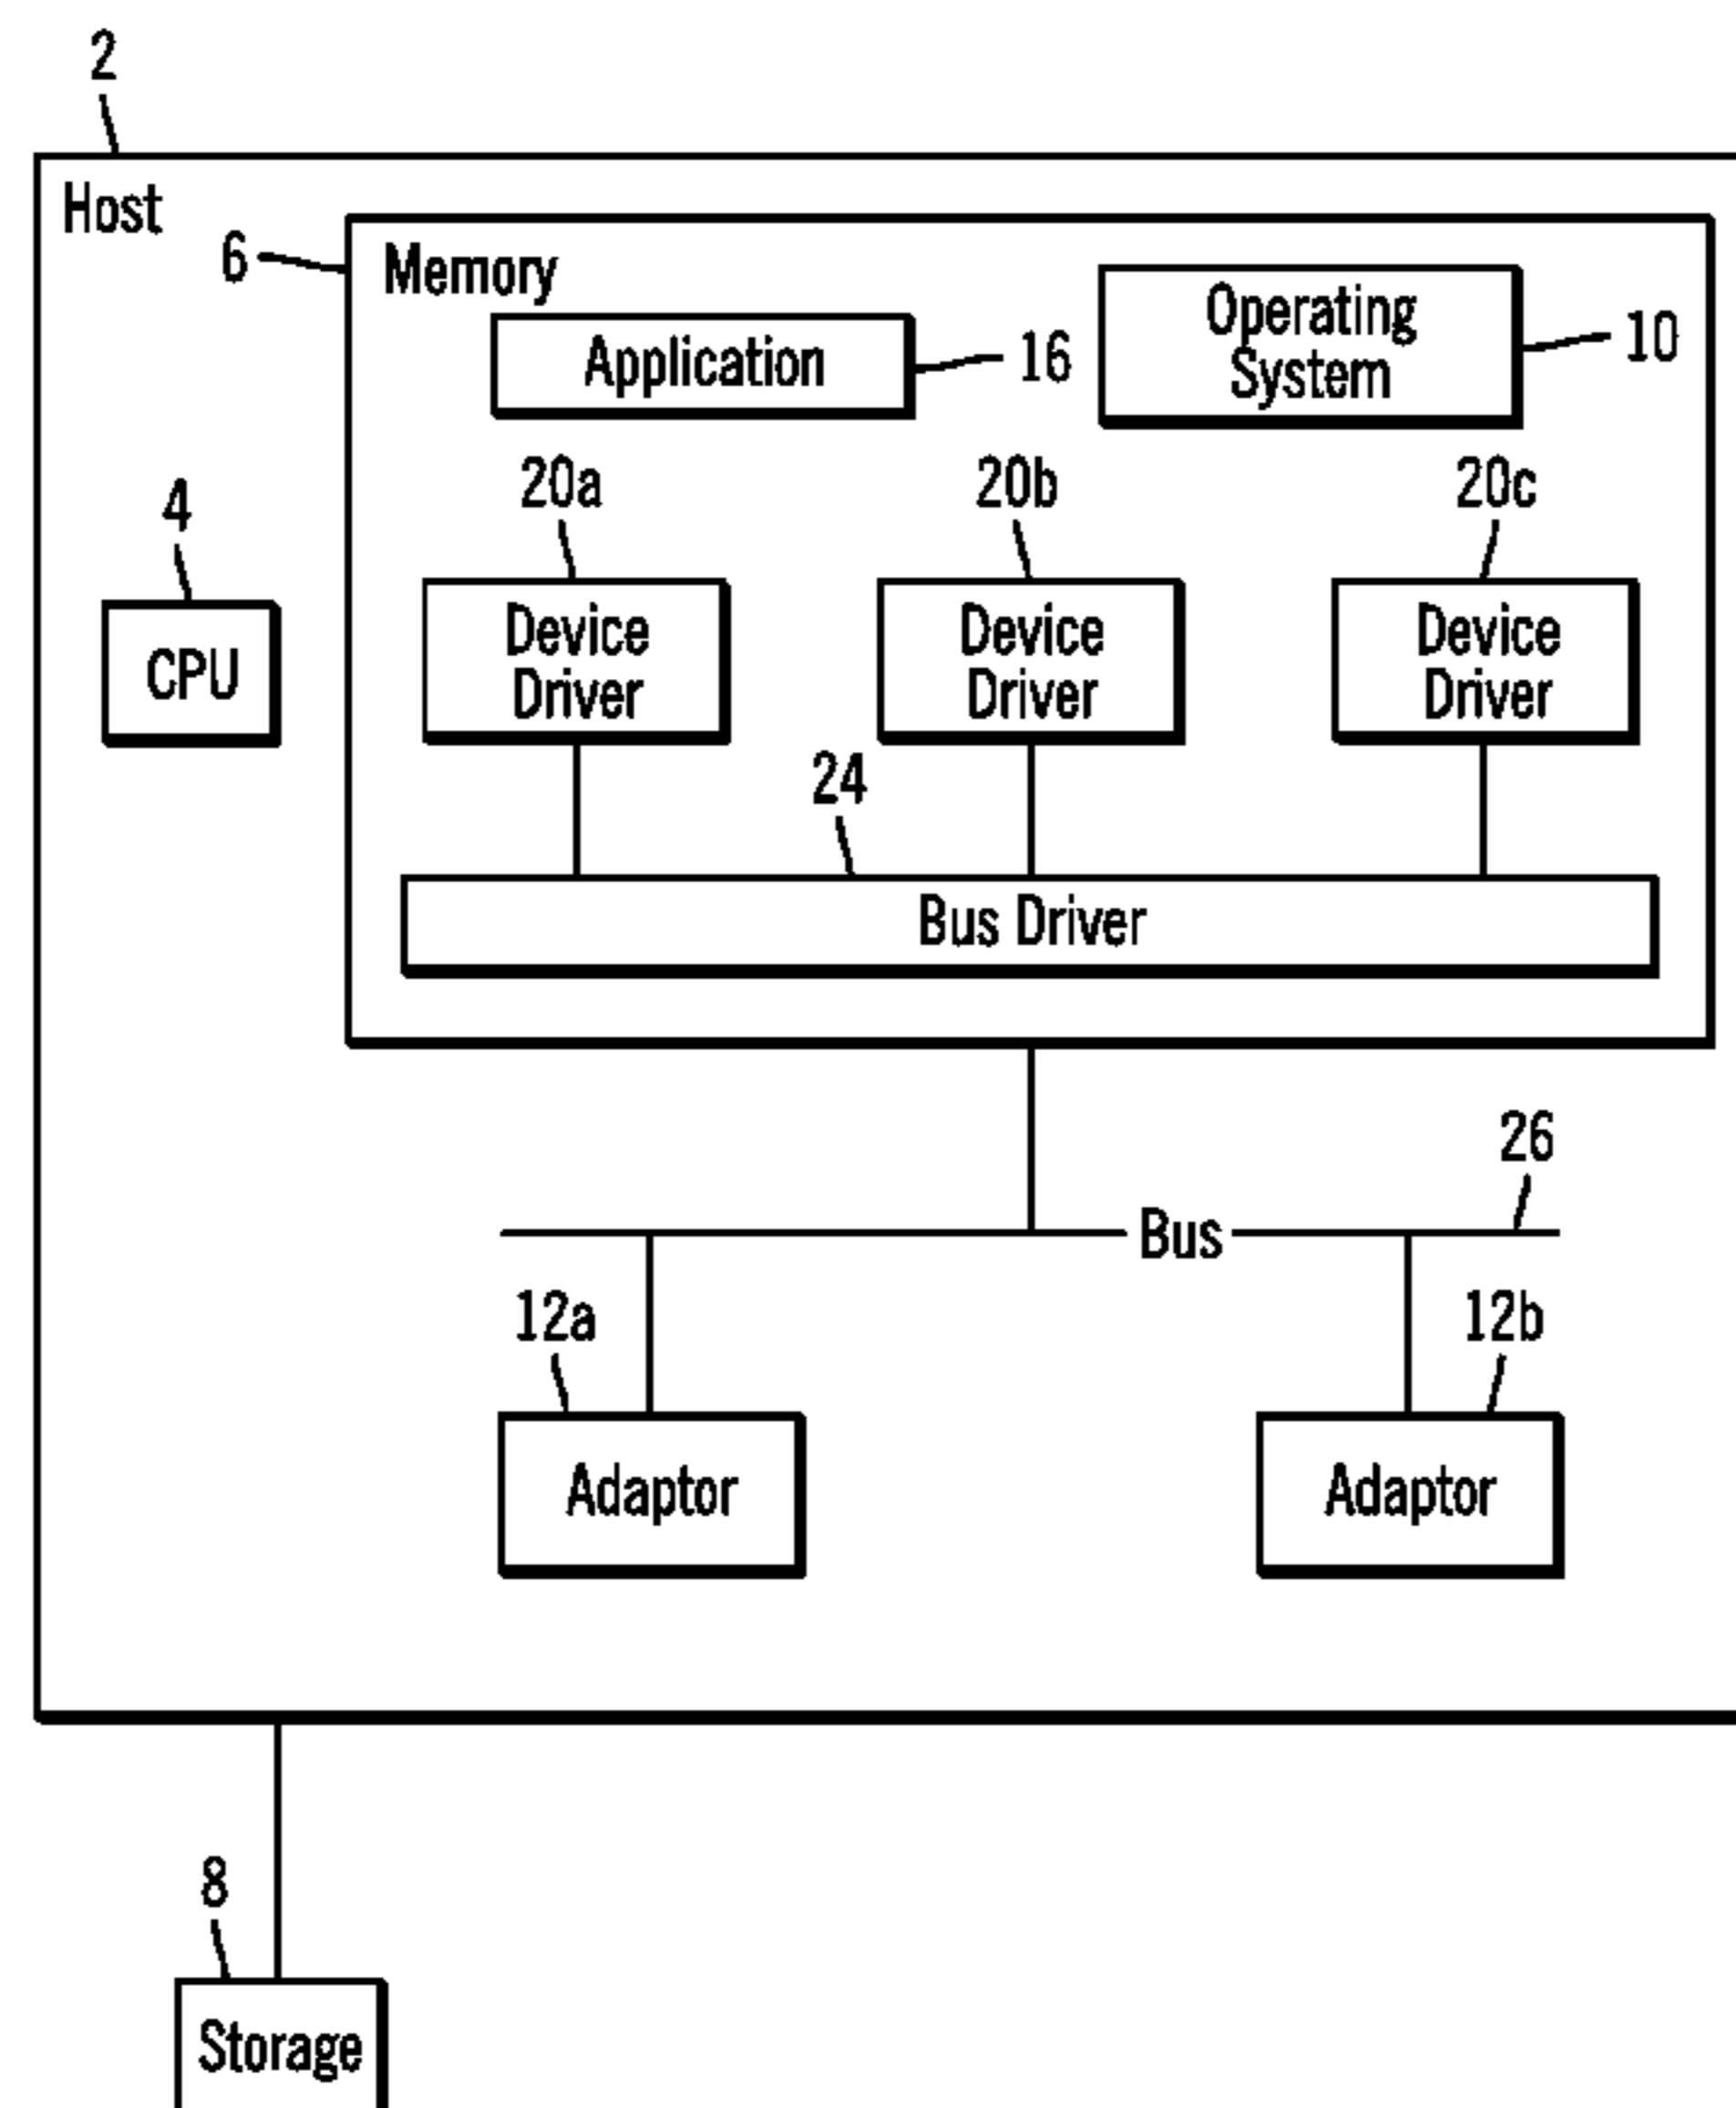 2
Host
6
Memory
Application
16
Operating
System
10
4
CPU
20a
20b
20c
Device
Driver
Device
Driver
Device
Driver
24
Bus Driver
26
Bus
12a
12b
Adaptor
Adaptor
8
Storage